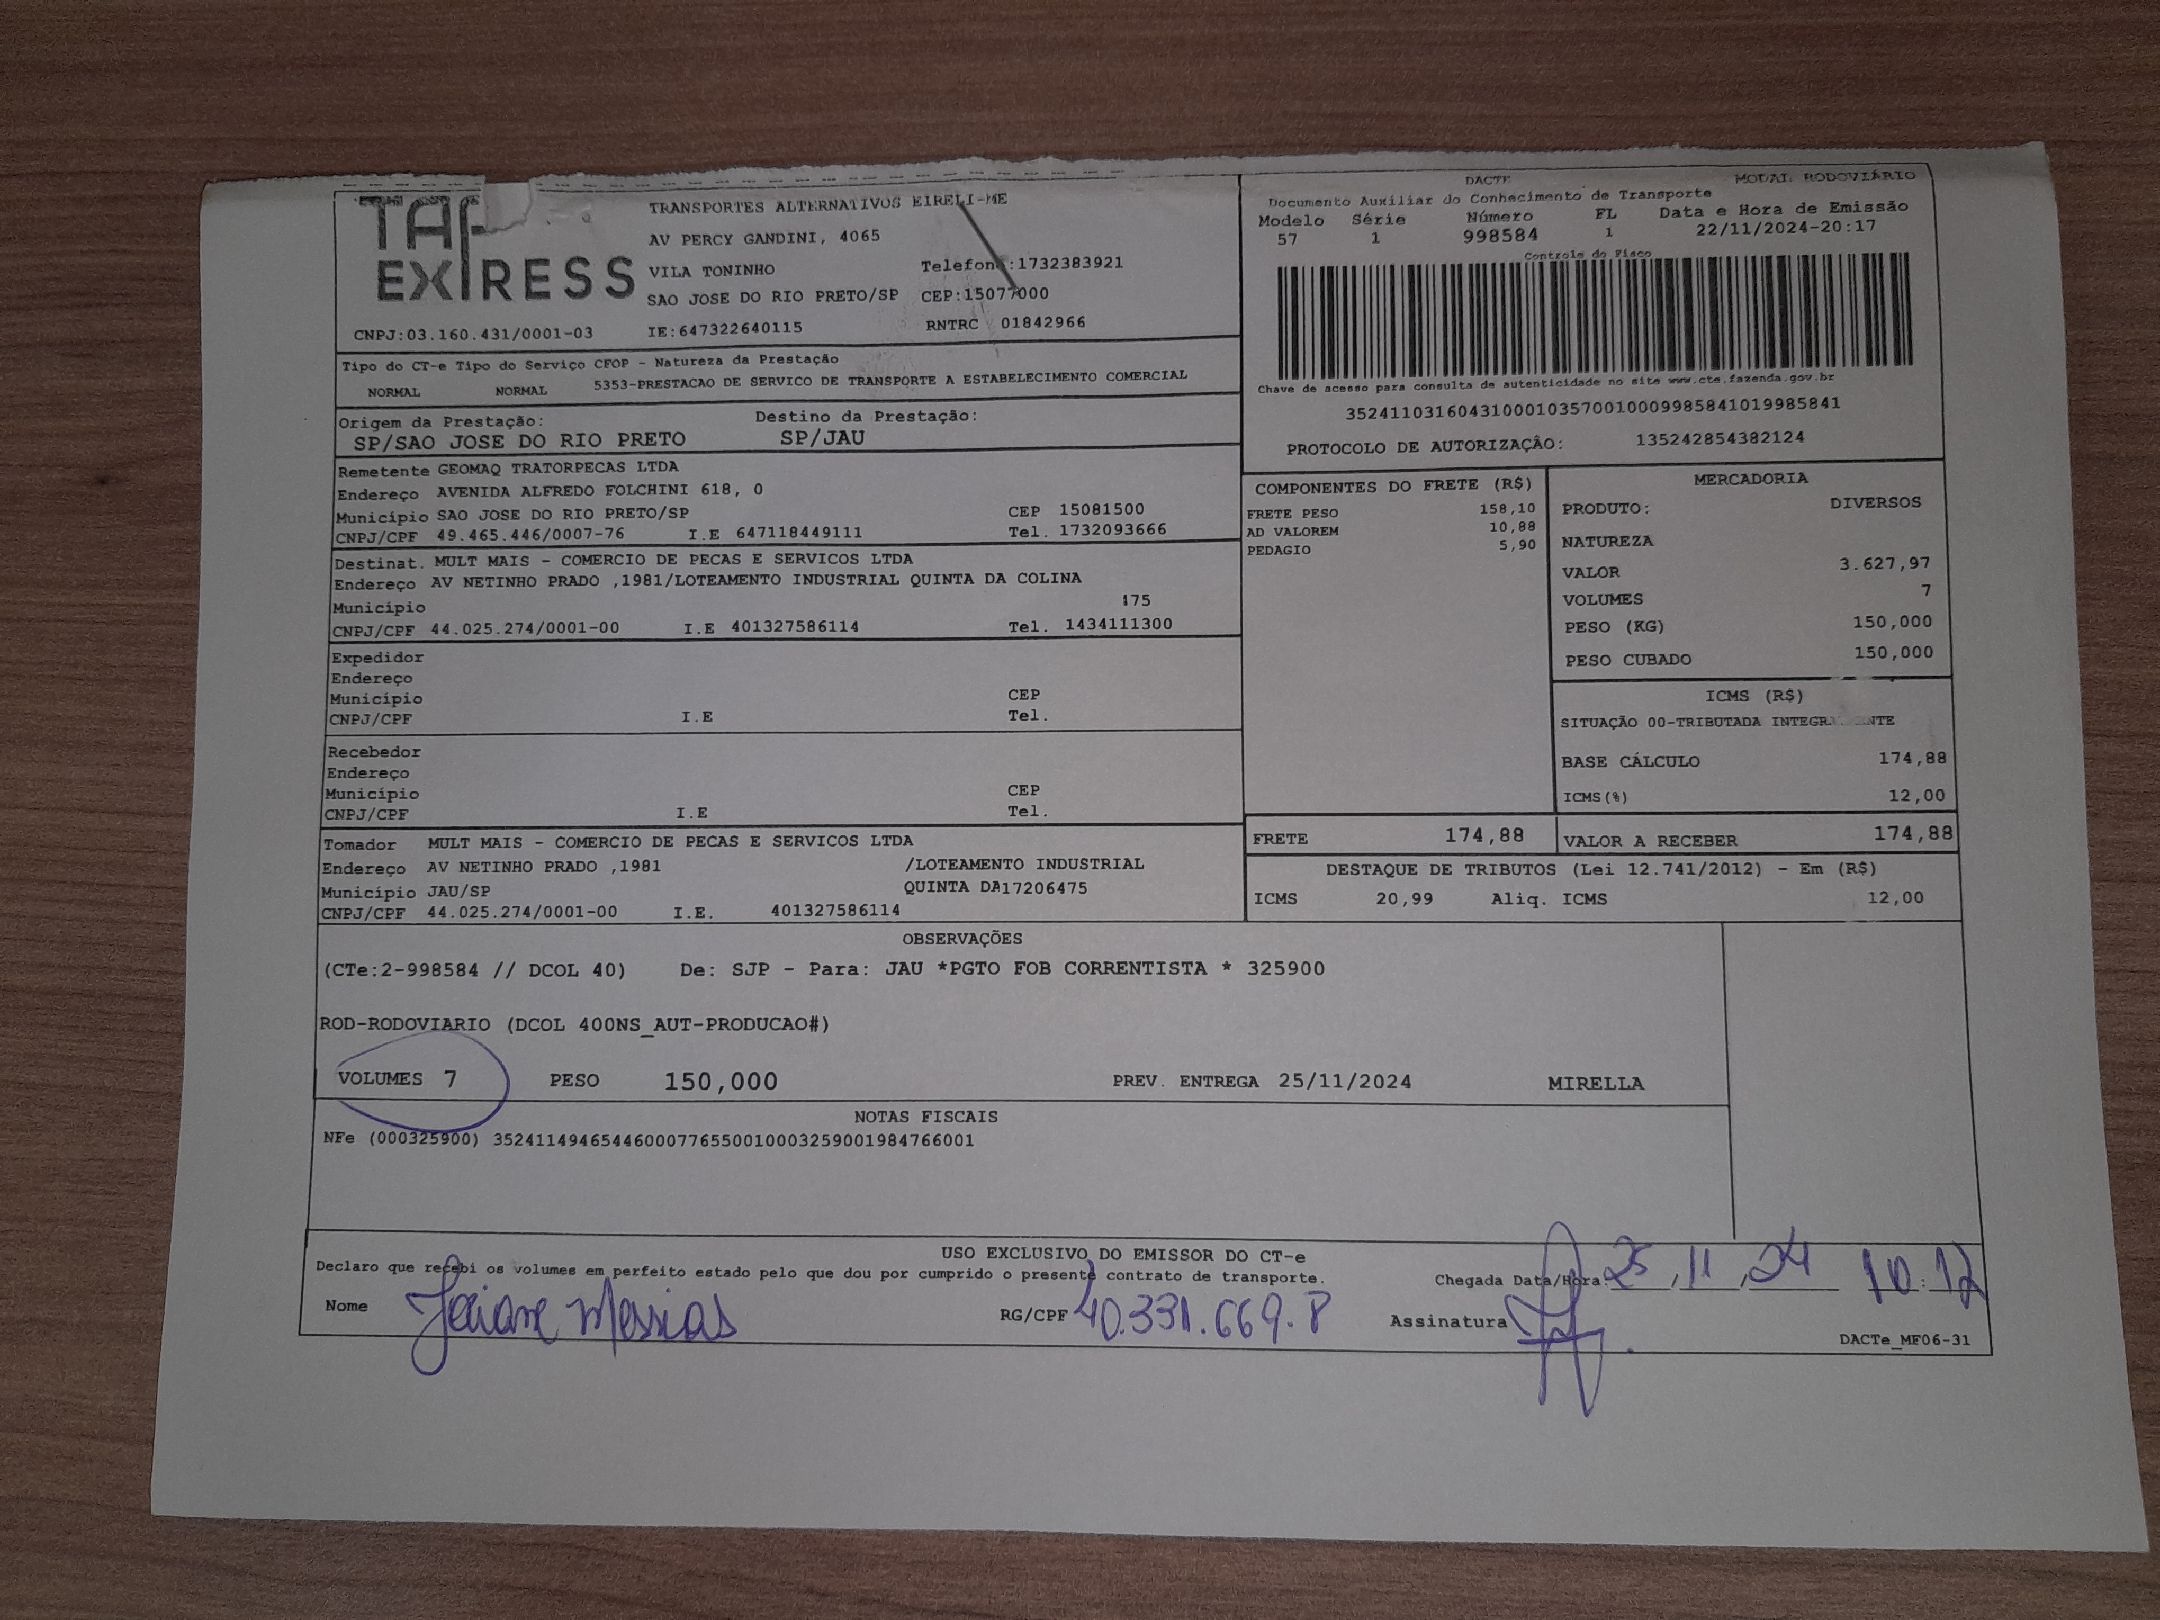 TAF
EXPRESS
TRANSPORTES ALTERNATIVOS EIRELI-ME
AV PERCY GANDINI, 4065
VILA TONINHO Telefone:1732383921
SAO JOSE DO RIO PRETO/SP CEP:15077000
CNPJ:03.160.431/0001-03 IE:647322640115 RNTRC 01842966
DACTE MODAL RODOVIÁRIO
Documento Auxiliar do Conhecimento de Transporte
Modelo Série Número FL Data e Hora de Emissão
57 1 998584 1 22/11/2024-20:17
Controle do Fisco
Chave de acesso para consulta de autenticidade no site www.cte.fazenda.gov.br
35241103160431000103570010009985841019985841
PROTOCOLO DE AUTORIZAÇÃO: 135242854382124
Tipo do CT-e Tipo do Serviço CFOP - Natureza da Prestação
NORMAL NORMAL 5353-PRESTACAO DE SERVICO DE TRANSPORTE A ESTABELECIMENTO COMERCIAL
Origem da Prestação: Destino da Prestação:
SP/SAO JOSE DO RIO PRETO SP/JAU
Remetente GEOMAQ TRATORPECAS LTDA
Endereço AVENIDA ALFREDO FOLCHINI 618, 0
Município SAO JOSE DO RIO PRETO/SP CEP 15081500
CNPJ/CPF 49.465.446/0007-76 I.E 647118449111 Tel. 1732093666
Destinat. MULT MAIS - COMERCIO DE PECAS E SERVICOS LTDA
Endereço AV NETINHO PRADO ,1981/LOTEAMENTO INDUSTRIAL QUINTA DA COLINA
Município 475
CNPJ/CPF 44.025.274/0001-00 I.E 401327586114 Tel. 1434111300
Expedidor
Endereço
Município CEP
CNPJ/CPF I.E Tel.
Recebedor
Endereço
Município CEP
CNPJ/CPF I.E Tel.
Tomador MULT MAIS - COMERCIO DE PECAS E SERVICOS LTDA
Endereço AV NETINHO PRADO ,1981 /LOTEAMENTO INDUSTRIAL
Município JAU/SP QUINTA DA17206475
CNPJ/CPF 44.025.274/0001-00 I.E. 401327586114
COMPONENTES DO FRETE (R$)
FRETE PESO 158,10
AD VALOREM 10,88
PEDAGIO 5,90
MERCADORIA
PRODUTO: DIVERSOS
NATUREZA
VALOR 3.627,97
VOLUMES 7
PESO (KG) 150,000
PESO CUBADO 150,000
ICMS (R$)
SITUAÇÃO 00-TRIBUTADA
BASE CÁLCULO 174,88
ICMS(%) 12,00
FRETE 174,88 VALOR A RECEBER 174,88
DESTAQUE DE TRIBUTOS (Lei 12.741/2012) - Em (R$)
ICMS 20,99 Aliq. ICMS 12,00
OBSERVAÇÕES
(CTe:2-998584 // DCOL 40) De: SJP - Para: JAU *PGTO FOB CORRENTISTA * 325900
ROD-RODOVIARIO (DCOL 400NS_AUT-PRODUCAO#)
VOLUMES 7 PESO 150,000 PREV. ENTREGA 25/11/2024 MIRELLA
NOTAS FISCAIS
NFe (000325900) 35241149465446000776550010003259001984766001
USO EXCLUSIVO DO EMISSOR DO CT-e
Declaro que recebi os volumes em perfeito estado pelo que dou por cumprido o presente contrato de transporte.
Chegada Data/Hora: 25, 11, 24 10:12
Nome Messias RG/CPF 40.331.669.8 Assinatura
DACTe_MF06-31